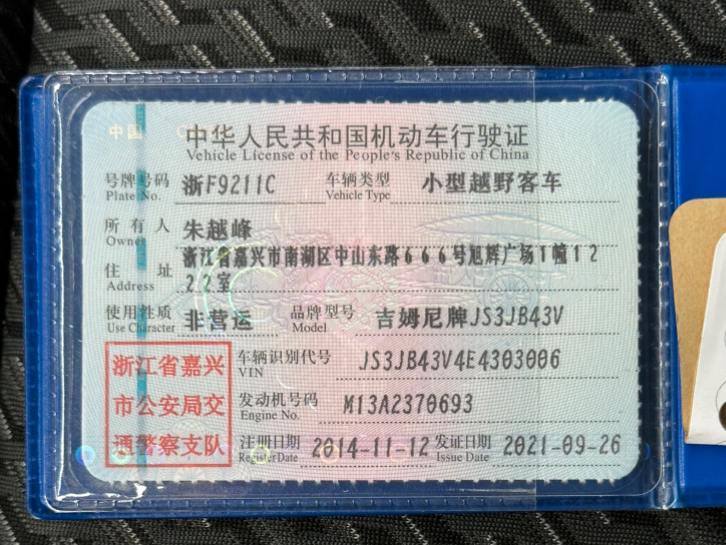 中国
中华人民共和国机动车行驶证
Vehicle License of the People's Republic of China
号牌号码 浙F9211C 车辆类型 小型越野客车
Plate No. Vehicle Type
所有人 朱越峰
Owner
住址 浙江省嘉兴市南湖区中山东路666号旭辉广场1幢12
Address 22室
使用性质 非营运 品牌型号 吉姆尼牌JS3JB43V
Use Character Model
浙江省嘉兴 车辆识别代号 JS3JB43V4E4303006
VIN
市公安局交 发动机号码 M13A2370693
Engine No.
通警察支队 注册日期 2014-11-12 发证日期 2021-09-26
Register Date Issue Date